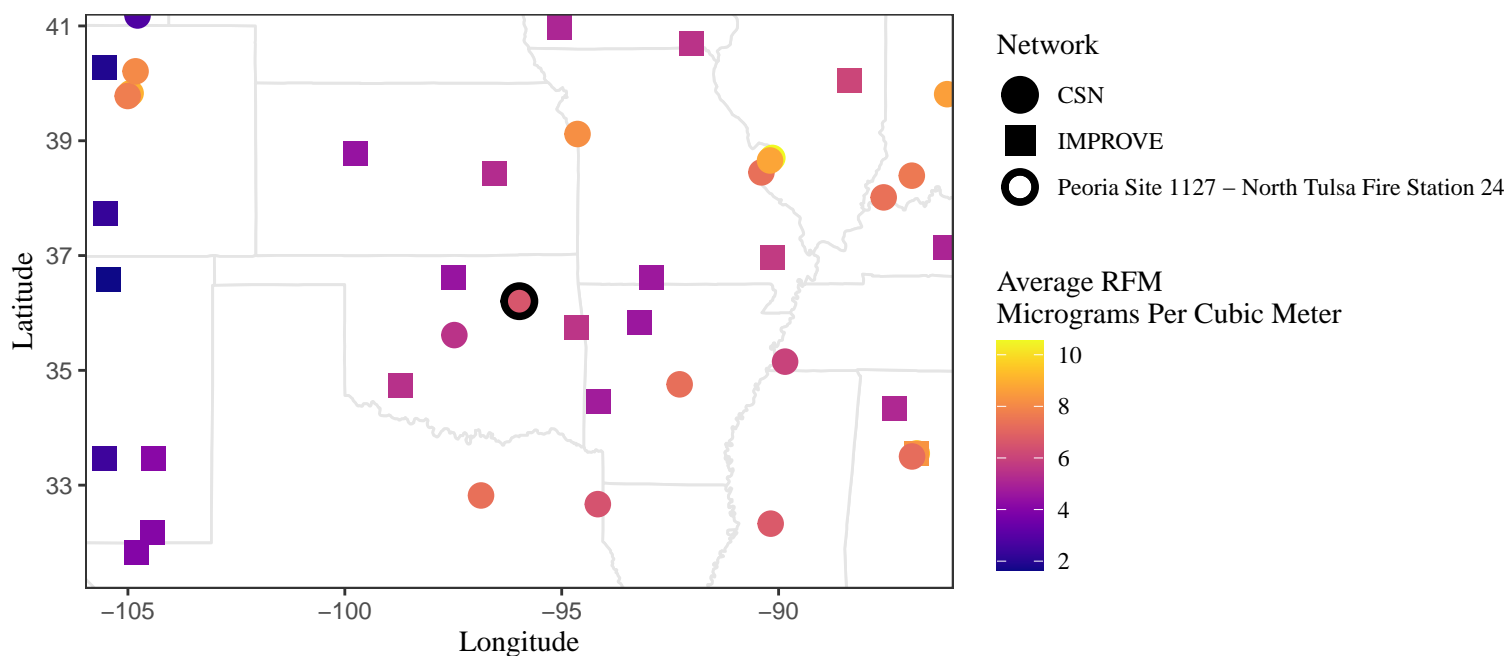 41
39
37
35
33
Latitude
−105
−100
−95
−90
Longitude
Network
CSN
IMPROVE
Peoria Site 1127 – North Tulsa Fire Station 24
Average RFM
Micrograms Per Cubic Meter
10
8
6
4
2